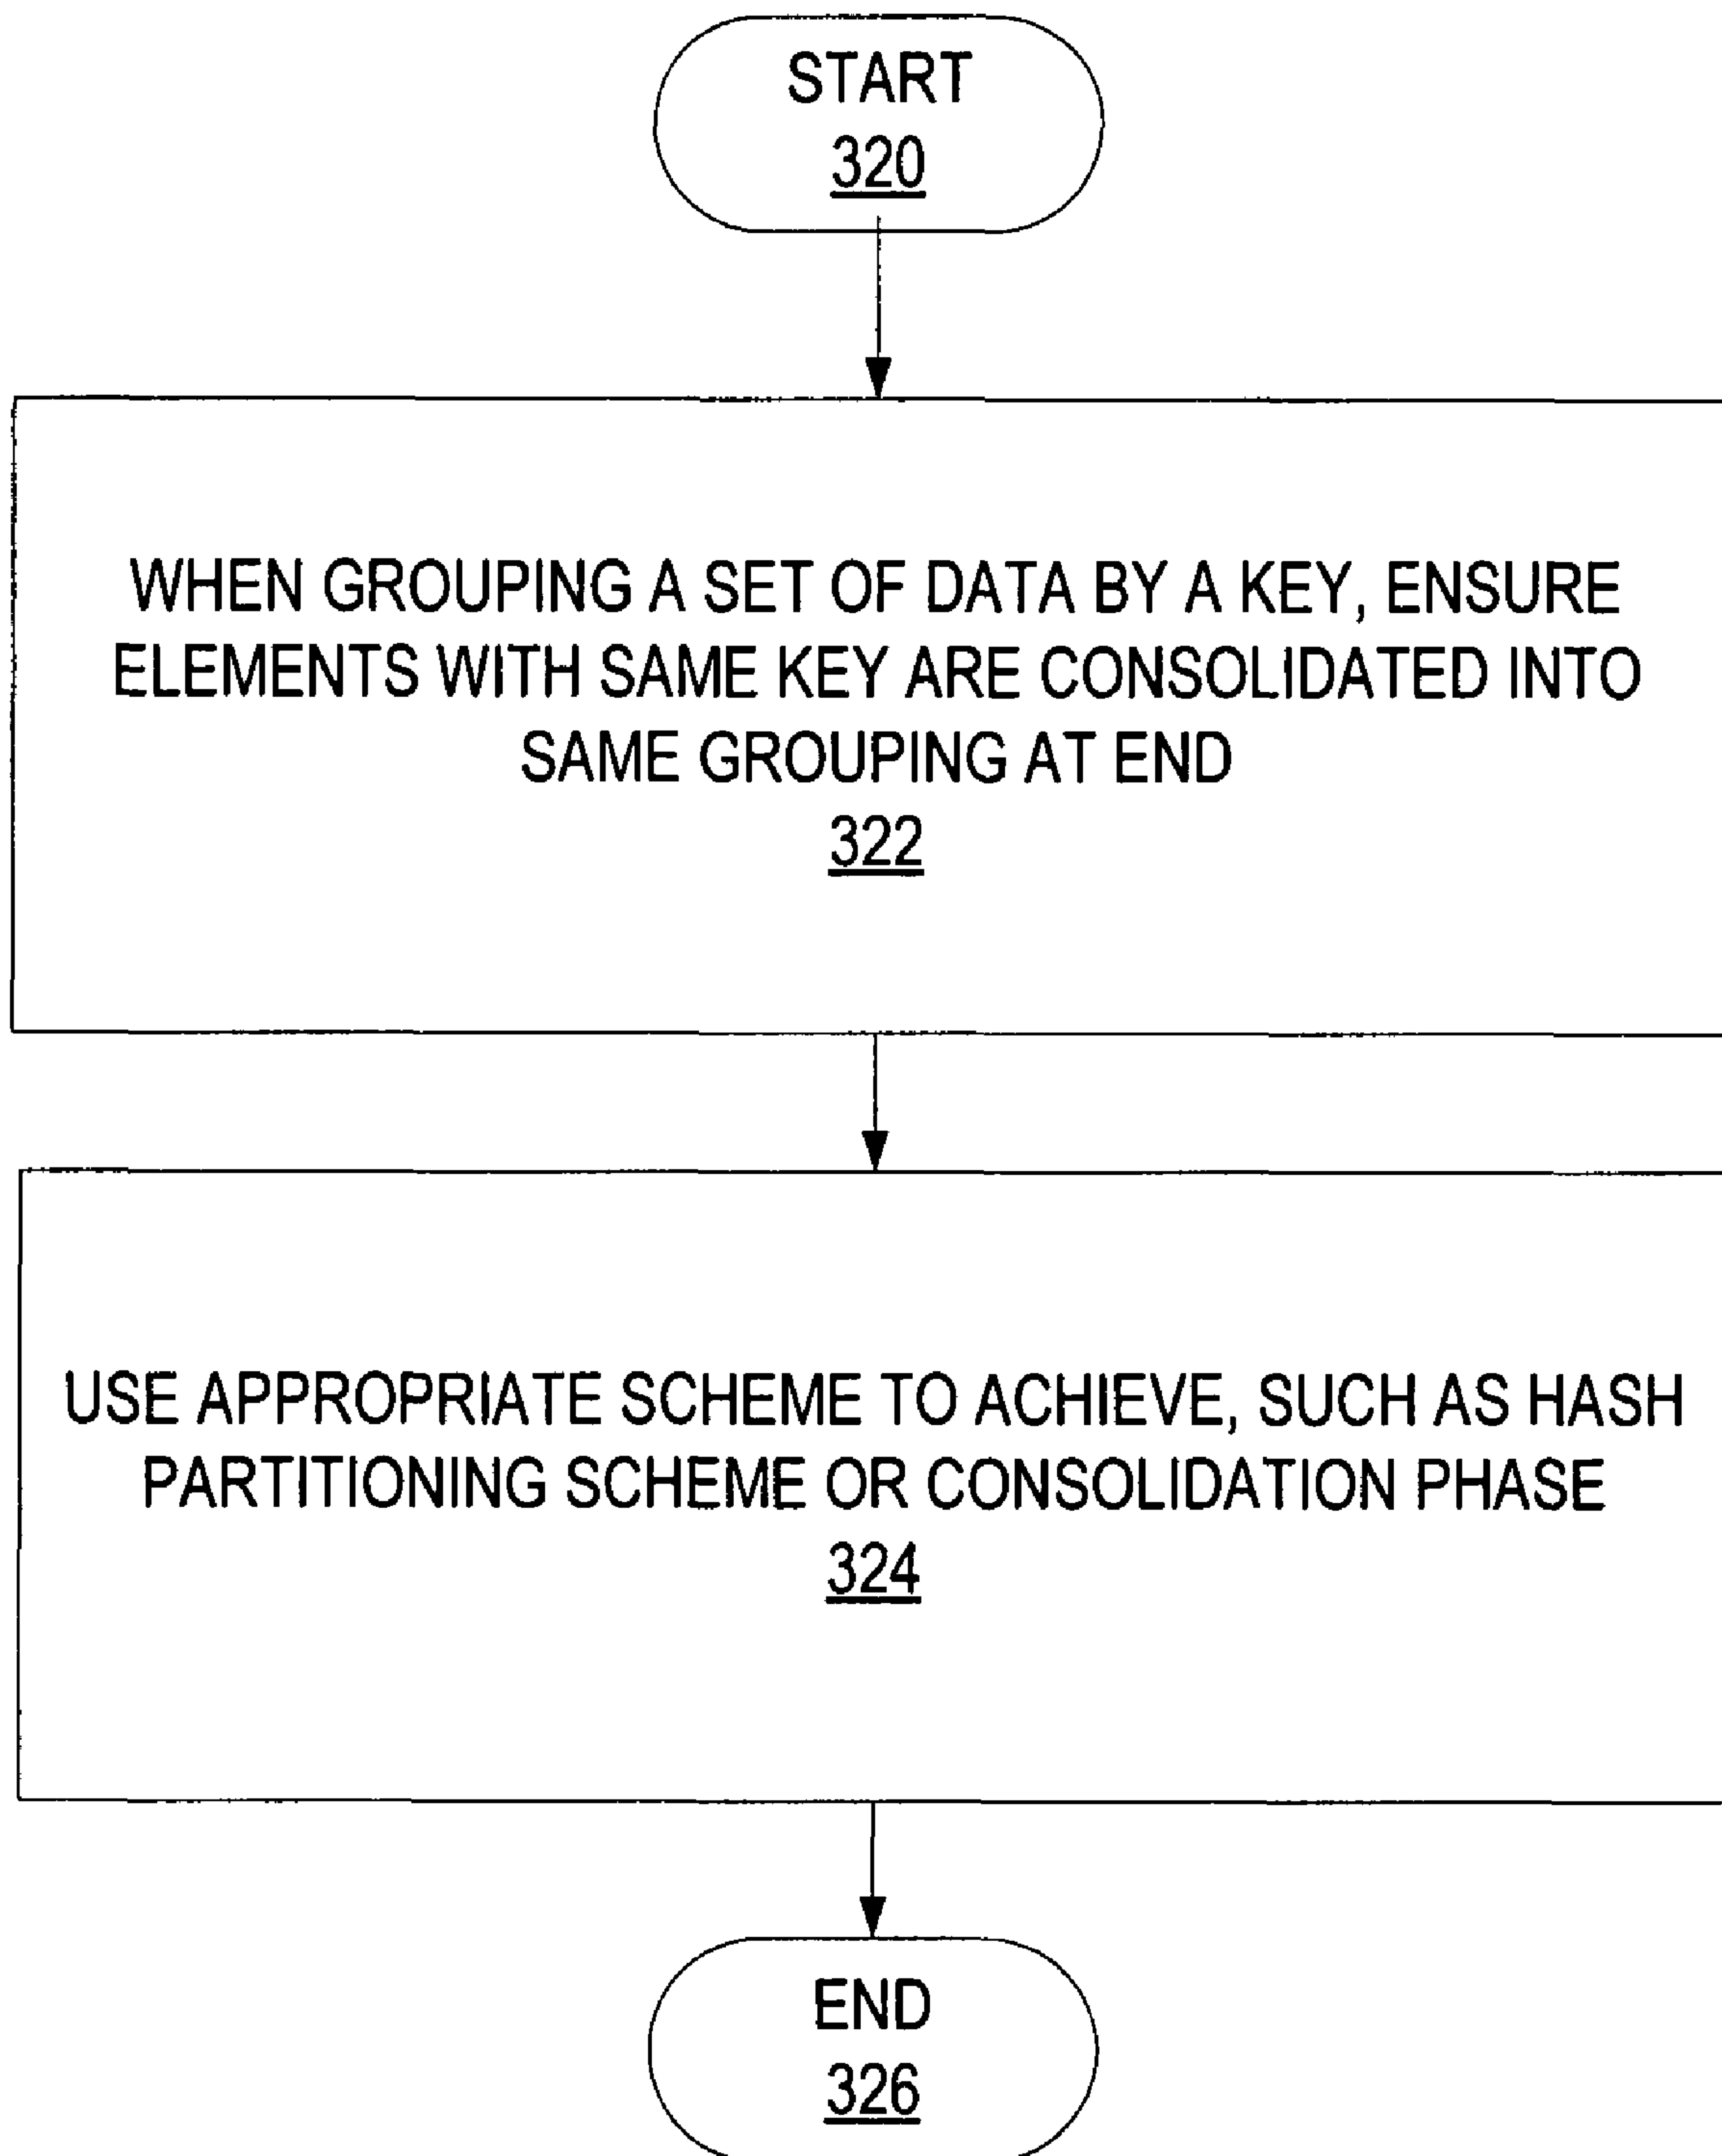 START
320
WHEN GROUPING A SET OF DATA BY A KEY, ENSURE
ELEMENTS WITH SAME KEY ARE CONSOLIDATED INTO
SAME GROUPING AT END
322
USE APPROPRIATE SCHEME TO ACHIEVE, SUCH AS HASH
PARTITIONING SCHEME OR CONSOLIDATION PHASE
324
END
326